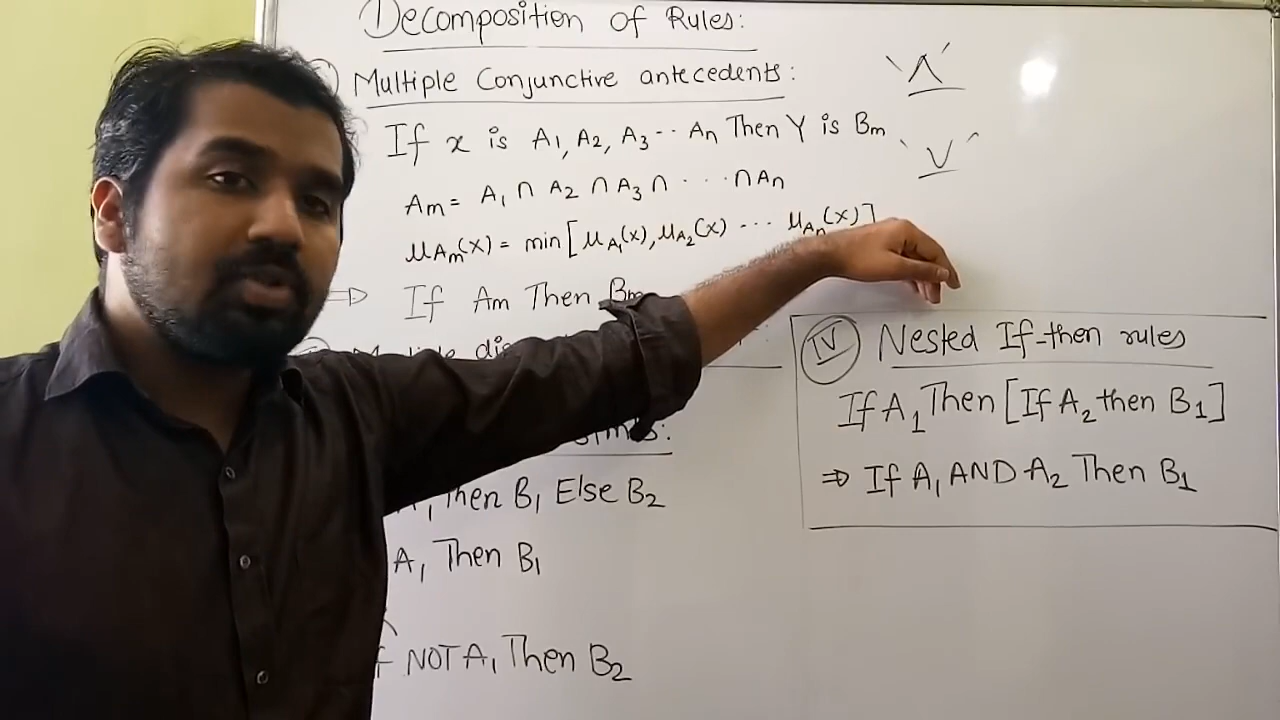 Decomposition of Rules:
Multiple Conjunctive antecedents:
If x is A1, A2, A3 -- An Then Y is Bm
Am = A1 ∩ A2 ∩ A3 ∩ ..... ∩ An
μAm(x) = min[μA1(x), μA2(x) --- μAn(x)]
⇒ If Am Then Bm
A1 Then B1 Else B2
A1 Then B1
NOT A1 Then B2
'Λ'
'V'
IV Nested If-then rules
If A1 Then [If A2 then B1]
⇒ If A1 AND A2 Then B1